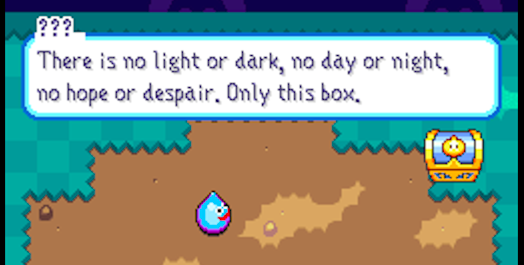 ???
There is no light or dark, no day or night,
no hope or despair. Only this box.